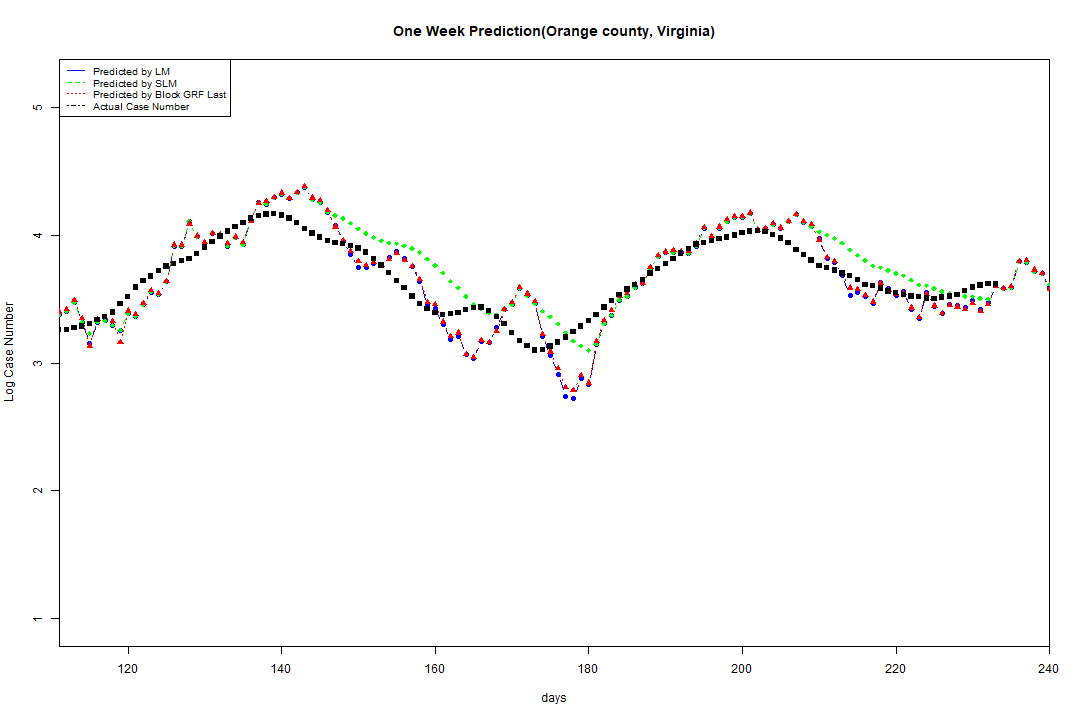 One Week Prediction(Orange county, Virginia)
Predicted by LM
Predicted by SLM
Predicted by Block GRF Last
Actual Case Number
5
4
3
2
1
Log Case Number
120 140 160 180 200 220 240
days